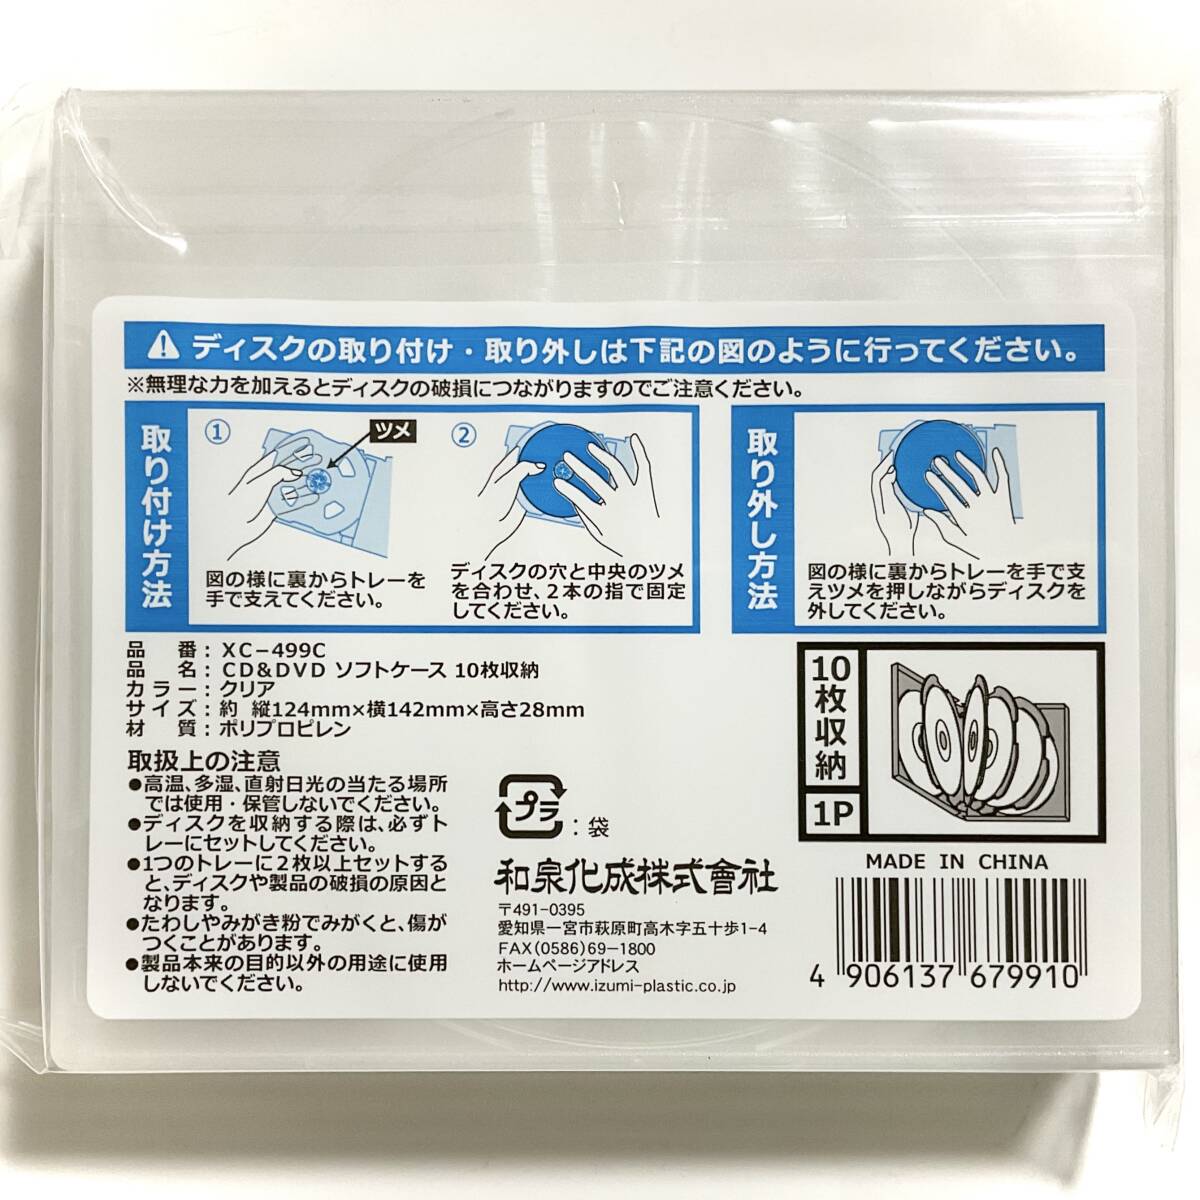 ディスクの取り付け・取り外しは下記の図のように行ってください。
※無理な力を加えるとディスクの破損につながりますのでご注意ください。
取り付け方法
①
ツメ
図の様に裏からトレーを
手で支えてください。
②
ディスクの穴と中央のツメ
を合わせ、2本の指で固定
してください。
取り外し方法
図の様に裏からトレーを手で支
えツメを押しながらディスクを
外してください。
品 番：XC-499C
品 名：CD&DVD ソフトケース 10枚収納
カラー：クリア
サイズ：約 縦124mm×横142mm×高さ28mm
材 質：ポリプロピレン
取扱上の注意
●高温、多湿、直射日光の当たる場所
では使用・保管しないでください。
●ディスクを収納する際は、必ずト
レーにセットしてください。
●1つのトレーに2枚以上セットする
と、ディスクや製品の破損の原因と
なります。
●たわしやみがき粉でみがくと、傷が
つくことがあります。
●製品本来の目的以外の用途に使用
しないでください。
プラ
：袋
和泉化成株式會社
〒491-0395
愛知県一宮市萩原町高木字五十歩1-4
FAX(0586)69-1800
ホームページアドレス
http://www.izumi-plastic.co.jp
10枚収納
1P
MADE IN CHINA
4 906137 679910